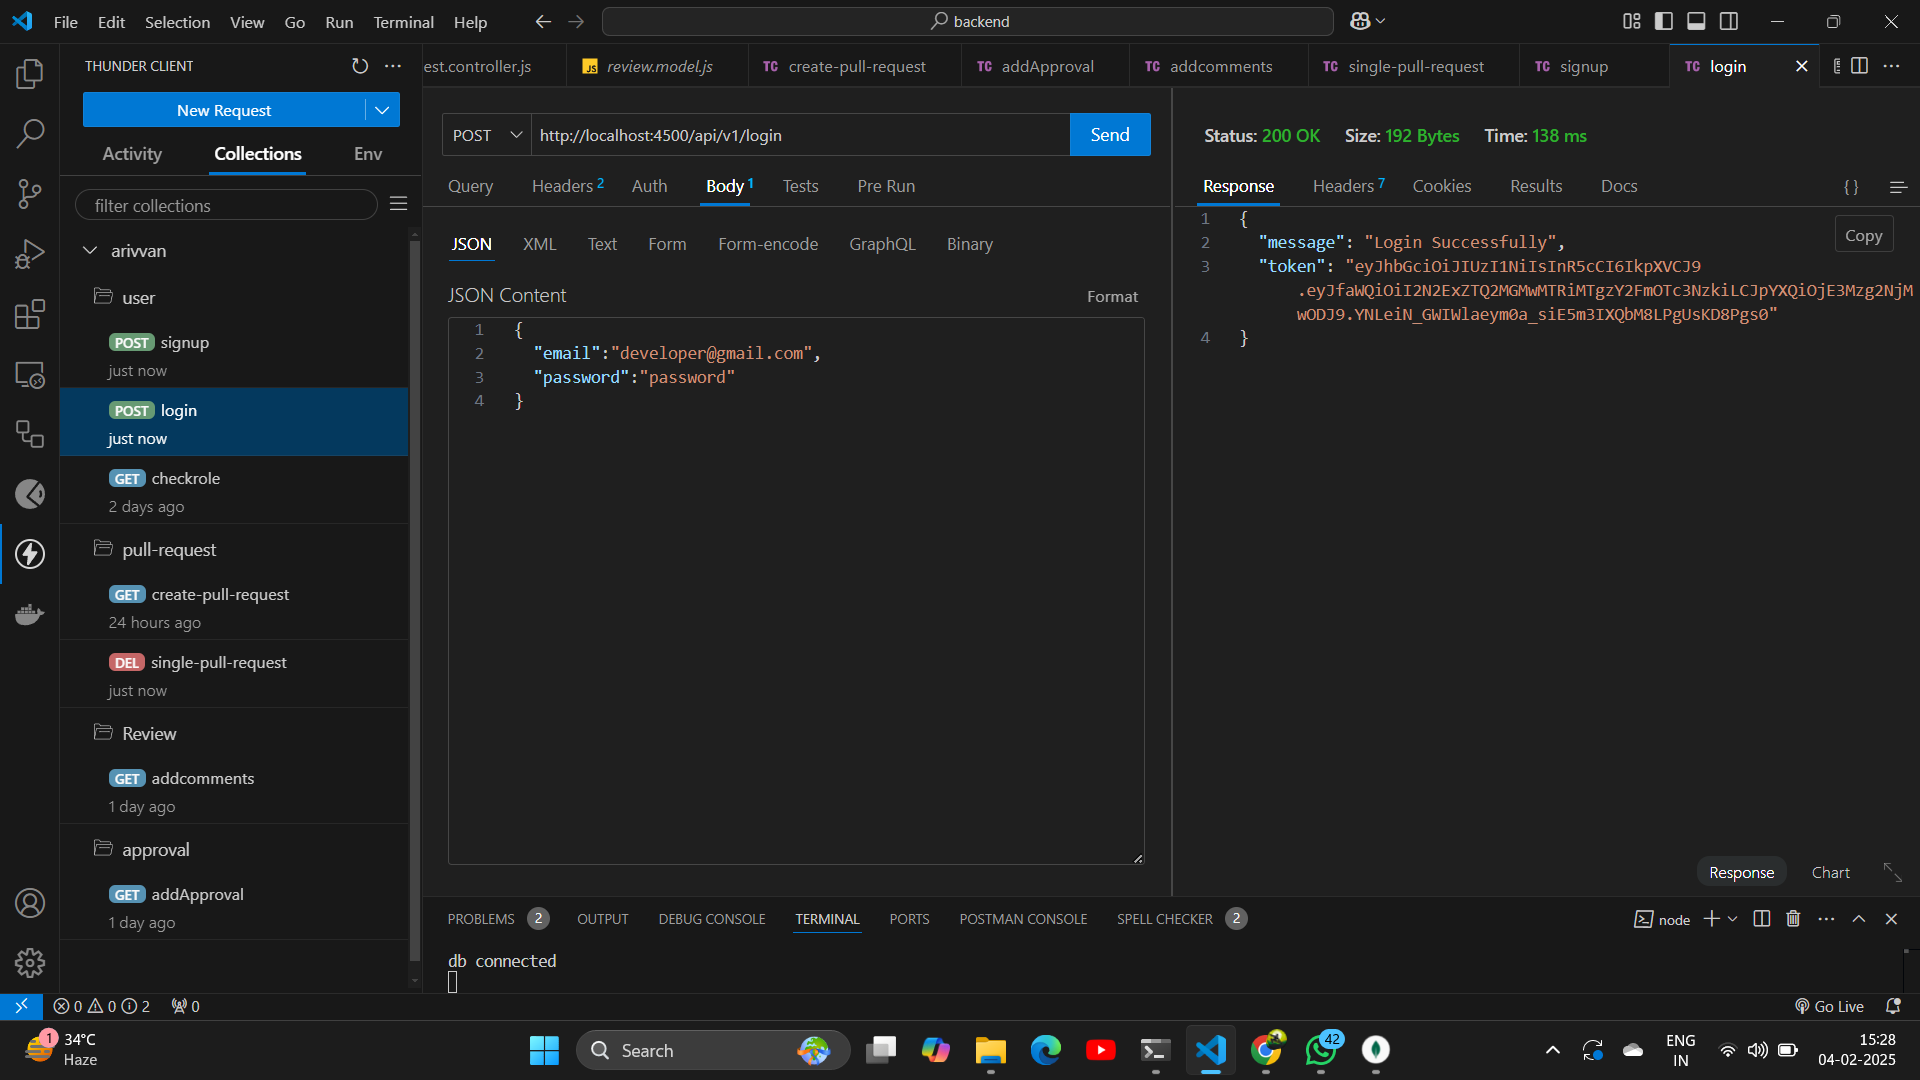 File Edit Selection View Go Run Terminal Help
backend
THUNDER CLIENT
New Request
Activity Collections Env
filter collections
arivvan
user
POST signup
just now
POST login
just now
GET checkrole
2 days ago
pull-request
GET create-pull-request
24 hours ago
DEL single-pull-request
just now
Review
GET addcomments
1 day ago
approval
GET addApproval
1 day ago
est.controller.js
JS review.model.js
TC create-pull-request
TC addApproval
TC addcomments
TC single-pull-request
TC signup
TC login
POST http://localhost:4500/api/v1/login Send
Query Headers 2 Auth Body 1 Tests Pre Run
JSON XML Text Form Form-encode GraphQL Binary
JSON Content Format
1 {
2 "email":"developer@gmail.com",
3 "password":"password"
4 }
Status: 200 OK Size: 192 Bytes Time: 138 ms
Response Headers 7 Cookies Results Docs {}
Copy
1 {
2 "message": "Login Successfully",
3 "token": "eyJhbGciOiJIUzI1NiIsInR5cCI6IkpXVCJ9
.eyJfaWQiOiI2N2ExZTQ2MGMwMTRiMTgzY2FmOTc3NzkiLCJpYXQiOjE3Mzg2NjM
wODJ9.YNLeiN_GWIWlaeym0a_siE5m3IXQbM8LPgUsKD8Pgs0"
4 }
Response Chart
PROBLEMS 2 OUTPUT DEBUG CONSOLE TERMINAL PORTS POSTMAN CONSOLE SPELL CHECKER 2 node
db connected
0 0 2 0 Go Live
1 34°C
Haze
Search
42
ENG
IN
15:28
04-02-2025